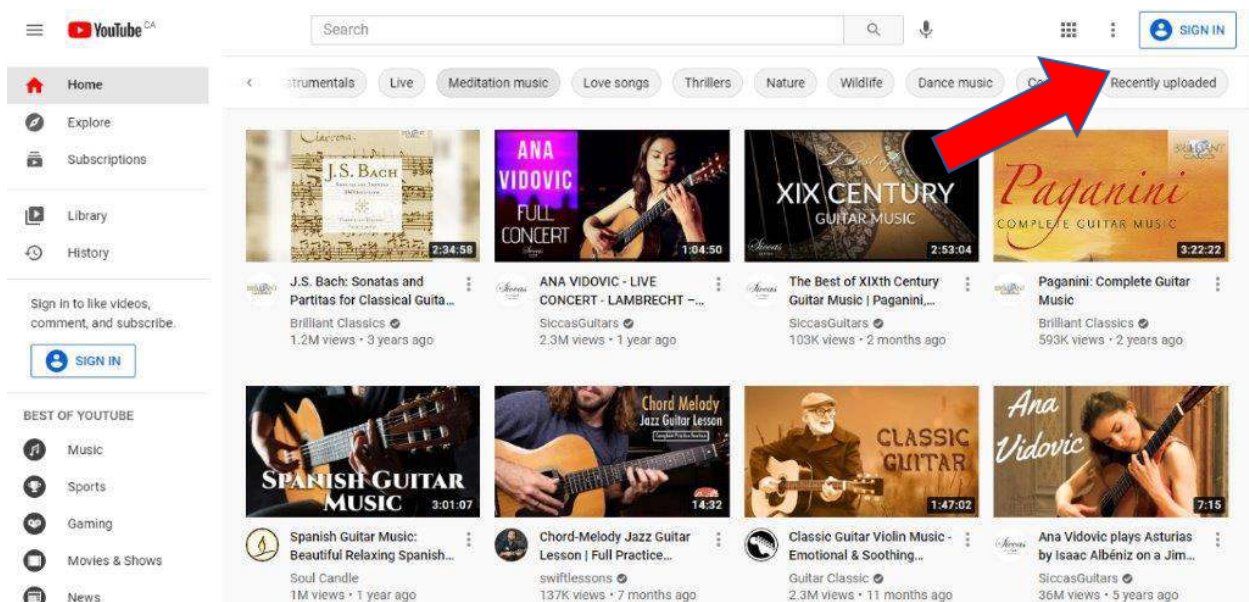 YouTube CA
Search
SIGN IN
Home
Explore
Subscriptions
Library
History
Sign in to like videos,
comment, and subscribe.
SIGN IN
BEST OF YOUTUBE
Music
Sports
Gaming
Movies & Shows
News
strumentals Live Meditation music Love songs Thrillers Nature Wildlife Dance music Recently uploaded
J.S. BACH
2:34:58
J.S. Bach: Sonatas and
Partitas for Classical Guita...
Brilliant Classics
1.2M views • 3 years ago
ANA
VIDOVIC
FULL
CONCERT
Siccas
1:04:50
ANA VIDOVIC - LIVE
CONCERT - LAMBRECHT –...
SiccasGuitars
2.3M views • 1 year ago
Best of
XIX CENTURY
GUITAR MUSIC
Siccas
2:53:04
The Best of XIXth Century
Guitar Music | Paganini,...
SiccasGuitars
103K views • 2 months ago
BRILLIANT
CLASSICS
Paganini
COMPLETE GUITAR MUSIC
3:22:22
Paganini: Complete Guitar
Music
Brilliant Classics
593K views • 2 years ago
SPANISH GUITAR
MUSIC
3:01:07
Spanish Guitar Music:
Beautiful Relaxing Spanish...
Soul Candle
1M views • 1 year ago
Chord Melody
Jazz Guitar Lesson
14:32
Chord-Melody Jazz Guitar
Lesson | Full Practice...
swiftlessons
137K views • 7 months ago
CLASSIC
GUITAR
1:47:02
Classic Guitar Violin Music -
Emotional & Soothing...
Guitar Classic
2.3M views • 11 months ago
Ana
Vidovic
7:15
Ana Vidovic plays Asturias
by Isaac Albéniz on a Jim...
SiccasGuitars
36M views • 5 years ago